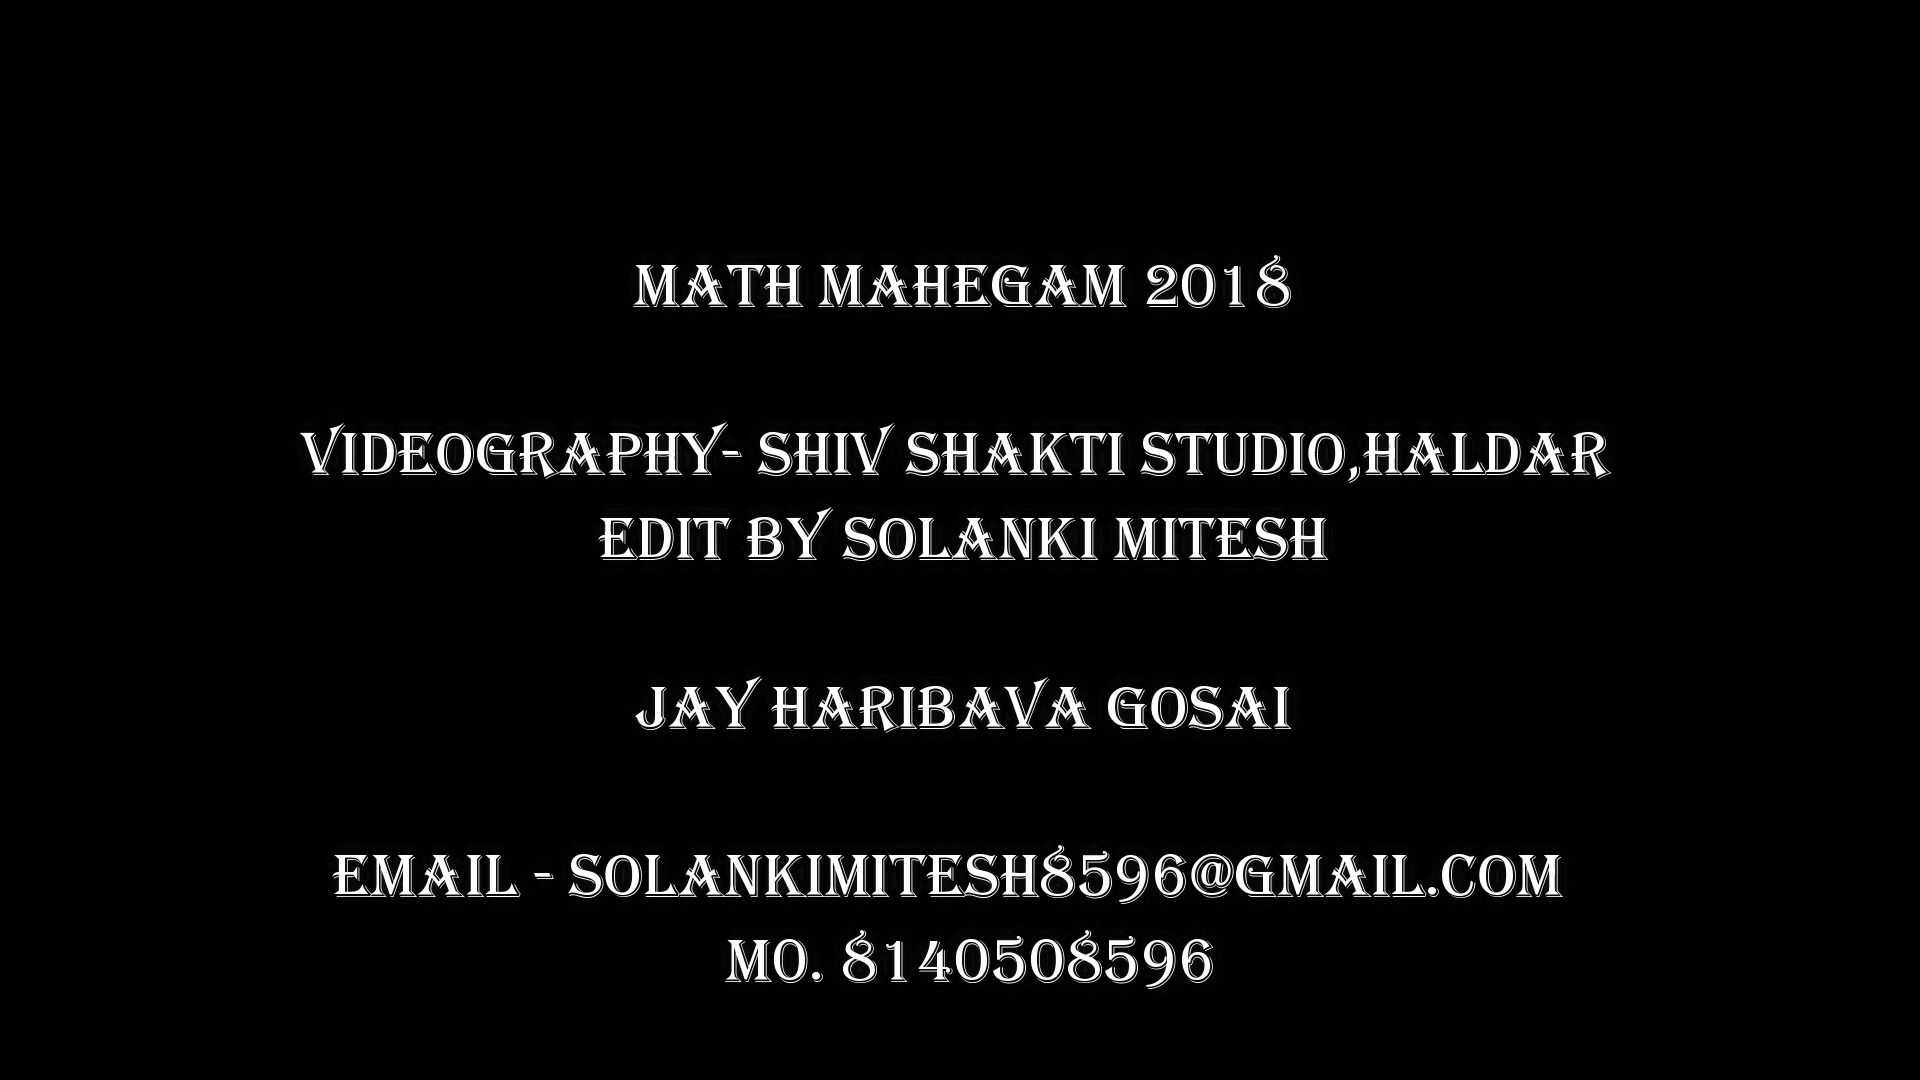 MATH MAHEGAM 2018
VIDEOGRAPHY- SHIV SHAKTI STUDIO,HALDAR
EDIT BY SOLANKI MITESH
JAY HARIBAVA GOSAI
EMAIL - SOLANKIMITESH8596@GMAIL.COM
MO. 8140508596